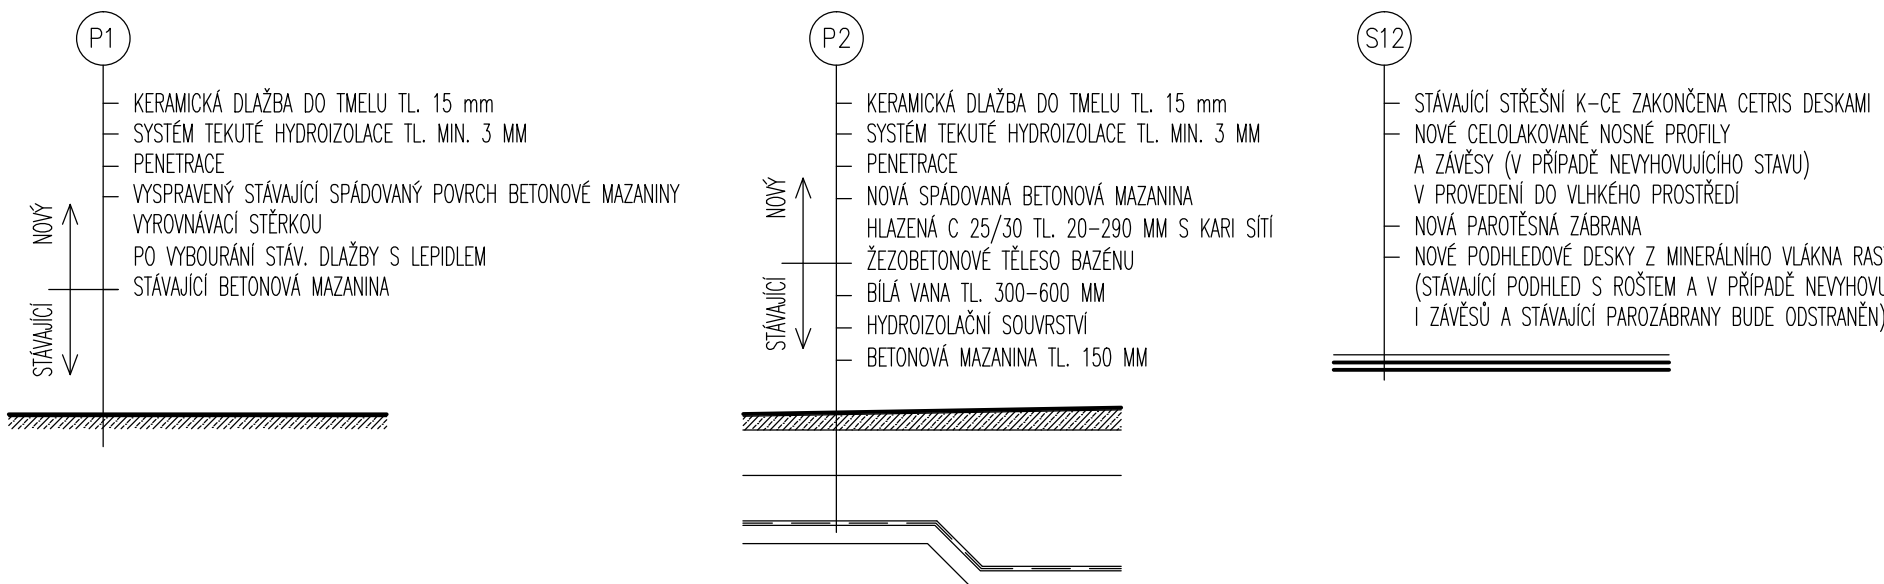 P1
KERAMICKÁ DLAŽBA DO TMELU TL. 15 mm
SYSTÉM TEKUTÉ HYDROIZOLACE TL. MIN. 3 MM
PENETRACE
VYSPRAVENÝ STÁVAJÍCÍ SPÁDOVANÝ POVRCH BETONOVÉ MAZANINY
VYROVNÁVACÍ STĚRKOU
PO VYBOURÁNÍ STÁV. DLAŽBY S LEPIDLEM
STÁVAJÍCÍ BETONOVÁ MAZANINA
NOVÝ
STÁVAJÍCÍ
P2
KERAMICKÁ DLAŽBA DO TMELU TL. 15 mm
SYSTÉM TEKUTÉ HYDROIZOLACE TL. MIN. 3 MM
PENETRACE
NOVÁ SPÁDOVANÁ BETONOVÁ MAZANINA
HLAZENÁ C 25/30 TL. 20-290 MM S KARI SÍTÍ
ŽEZOBETONOVÉ TĚLESO BAZÉNU
BÍLÁ VANA TL. 300-600 MM
HYDROIZOLAČNÍ SOUVRSTVÍ
BETONOVÁ MAZANINA TL. 150 MM
NOVÝ
STÁVAJÍCÍ
S12
STÁVAJÍCÍ STŘEŠNÍ K-CE ZAKONČENA CETRIS DESKAMI
NOVÉ CELOLAKOVANÉ NOSNÉ PROFILY
A ZÁVĚSY (V PŘÍPADĚ NEVYHOVUJÍCÍHO STAVU)
V PROVEDENÍ DO VLHKÉHO PROSTŘEDÍ
NOVÁ PAROTĚSNÁ ZÁBRANA
NOVÉ PODHLEDOVÉ DESKY Z MINERÁLNÍHO VLÁKNA
(STÁVAJÍCÍ PODHLED S ROŠTEM A V PŘÍPADĚ
I ZÁVĚSŮ A STÁVAJÍCÍ PAROZÁBRANY BUDE ODSTRANĚN)